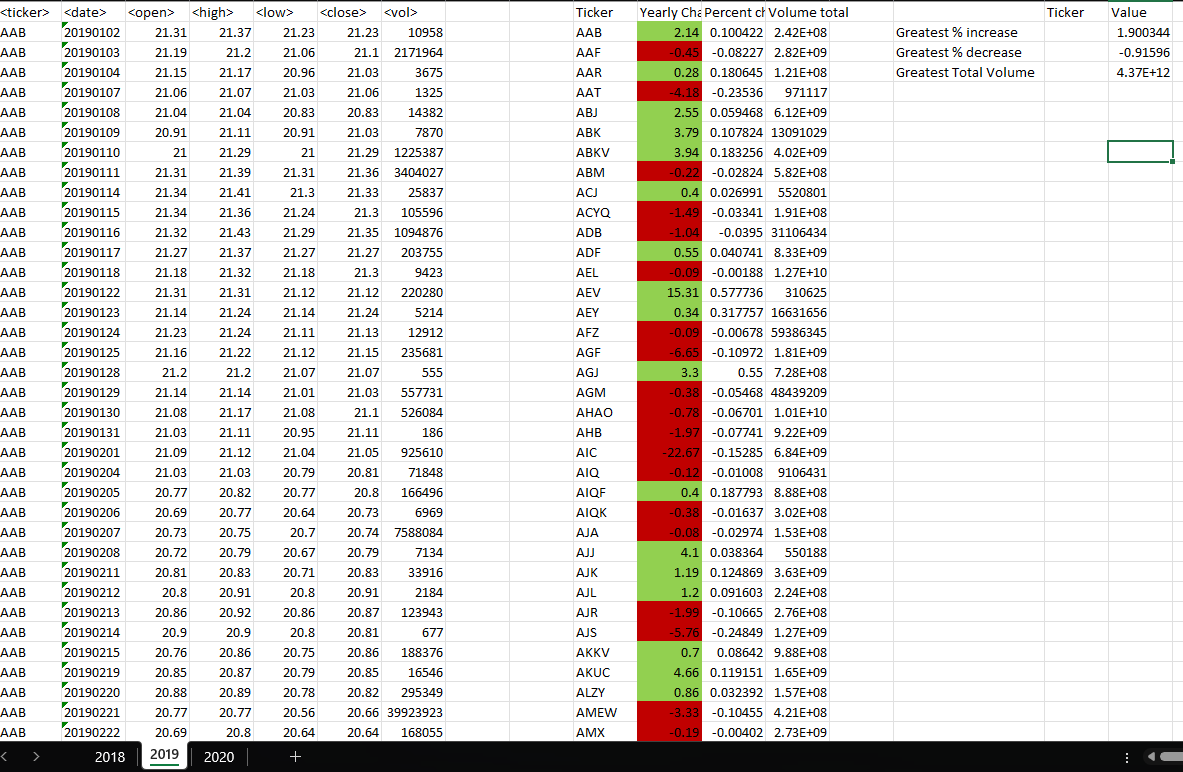 <ticker> <date> <open> <high> <low> <close> <vol> Ticker Yearly Cha Percent ch Volume total Ticker Value
AAB 20190102 21.31 21.37 21.23 21.23 10958 AAB 2.14 0.100422 2.42E+08 Greatest % increase 1.900344
AAB 20190103 21.19 21.2 21.06 21.1 2171964 AAF -0.45 -0.08227 2.82E+09 Greatest % decrease -0.91596
AAB 20190104 21.15 21.17 20.96 21.03 3675 AAR 0.28 0.180645 1.21E+08 Greatest Total Volume 4.37E+12
AAB 20190107 21.06 21.07 21.03 21.06 1325 AAT -4.18 -0.23536 971117
AAB 20190108 21.04 21.04 20.83 20.83 14382 ABJ 2.55 0.059468 6.12E+09
AAB 20190109 20.91 21.11 20.91 21.03 7870 ABK 3.79 0.107824 13091029
AAB 20190110 21 21.29 21 21.29 1225387 ABKV 3.94 0.183256 4.02E+09
AAB 20190111 21.31 21.39 21.31 21.36 3404027 ABM -0.22 -0.02824 5.82E+08
AAB 20190114 21.34 21.41 21.3 21.33 25837 ACJ 0.4 0.026991 5520801
AAB 20190115 21.34 21.36 21.24 21.3 105596 ACYQ -1.49 -0.03341 1.91E+08
AAB 20190116 21.32 21.43 21.29 21.35 1094876 ADB -1.04 -0.0395 31106434
AAB 20190117 21.27 21.37 21.27 21.27 203755 ADF 0.55 0.040741 8.33E+09
AAB 20190118 21.18 21.32 21.18 21.3 9423 AEL -0.09 -0.00188 1.27E+10
AAB 20190122 21.31 21.31 21.12 21.12 220280 AEV 15.31 0.577736 310625
AAB 20190123 21.14 21.24 21.14 21.24 5214 AEY 0.34 0.317757 16631656
AAB 20190124 21.23 21.24 21.11 21.13 12912 AFZ -0.09 -0.00678 59386345
AAB 20190125 21.16 21.22 21.12 21.15 235681 AGF -6.65 -0.10972 1.81E+09
AAB 20190128 21.2 21.2 21.07 21.07 555 AGJ 3.3 0.55 7.28E+08
AAB 20190129 21.14 21.14 21.01 21.03 557731 AGM -0.38 -0.05468 48439209
AAB 20190130 21.08 21.17 21.08 21.1 526084 AHAO -0.78 -0.06701 1.01E+10
AAB 20190131 21.03 21.11 20.95 21.11 186 AHB -1.97 -0.07741 9.22E+09
AAB 20190201 21.09 21.12 21.04 21.05 925610 AIC -22.67 -0.15285 6.84E+09
AAB 20190204 21.03 21.03 20.79 20.81 71848 AIQ -0.12 -0.01008 9106431
AAB 20190205 20.77 20.82 20.77 20.8 166496 AIQF 0.4 0.187793 8.88E+08
AAB 20190206 20.69 20.77 20.64 20.73 6969 AIQK -0.38 -0.01637 3.02E+08
AAB 20190207 20.73 20.75 20.7 20.74 7588084 AJA -0.08 -0.02974 1.53E+08
AAB 20190208 20.72 20.79 20.67 20.79 7134 AJJ 4.1 0.038364 550188
AAB 20190211 20.81 20.83 20.71 20.83 33916 AJK 1.19 0.124869 3.63E+09
AAB 20190212 20.8 20.91 20.8 20.91 2184 AJL 1.2 0.091603 2.24E+08
AAB 20190213 20.86 20.92 20.86 20.87 123943 AJR -1.99 -0.10665 2.76E+08
AAB 20190214 20.9 20.9 20.8 20.81 677 AJS -5.76 -0.24849 1.27E+09
AAB 20190215 20.76 20.86 20.75 20.86 188376 AKKV 0.7 0.08642 9.88E+08
AAB 20190219 20.85 20.87 20.79 20.85 16546 AKUC 4.66 0.119151 1.65E+09
AAB 20190220 20.88 20.89 20.78 20.82 295349 ALZY 0.86 0.032392 1.57E+08
AAB 20190221 20.77 20.77 20.56 20.66 39923923 AMEW -3.33 -0.10455 4.21E+08
AAB 20190222 20.69 20.8 20.64 20.64 168055 AMX -0.19 -0.00402 2.73E+09
2018 2019 2020 +